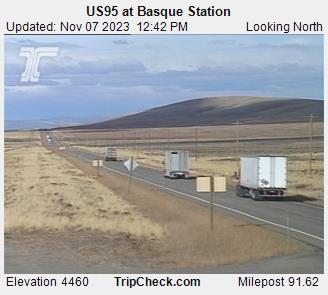 US95 at Basque Station
Updated: Nov 07 2023 12:42 PM Looking North
Elevation 4460 TripCheck.com Milepost 91.62